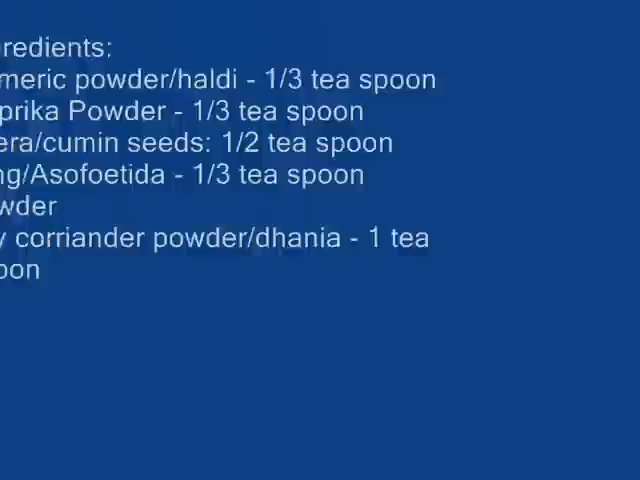 redients:
meric powder/haldi - 1/3 tea spoon
prika Powder - 1/3 tea spoon
era/cumin seeds: 1/2 tea spoon
ng/Asofoetida - 1/3 tea spoon
wder
y corriander powder/dhania - 1 tea
oon